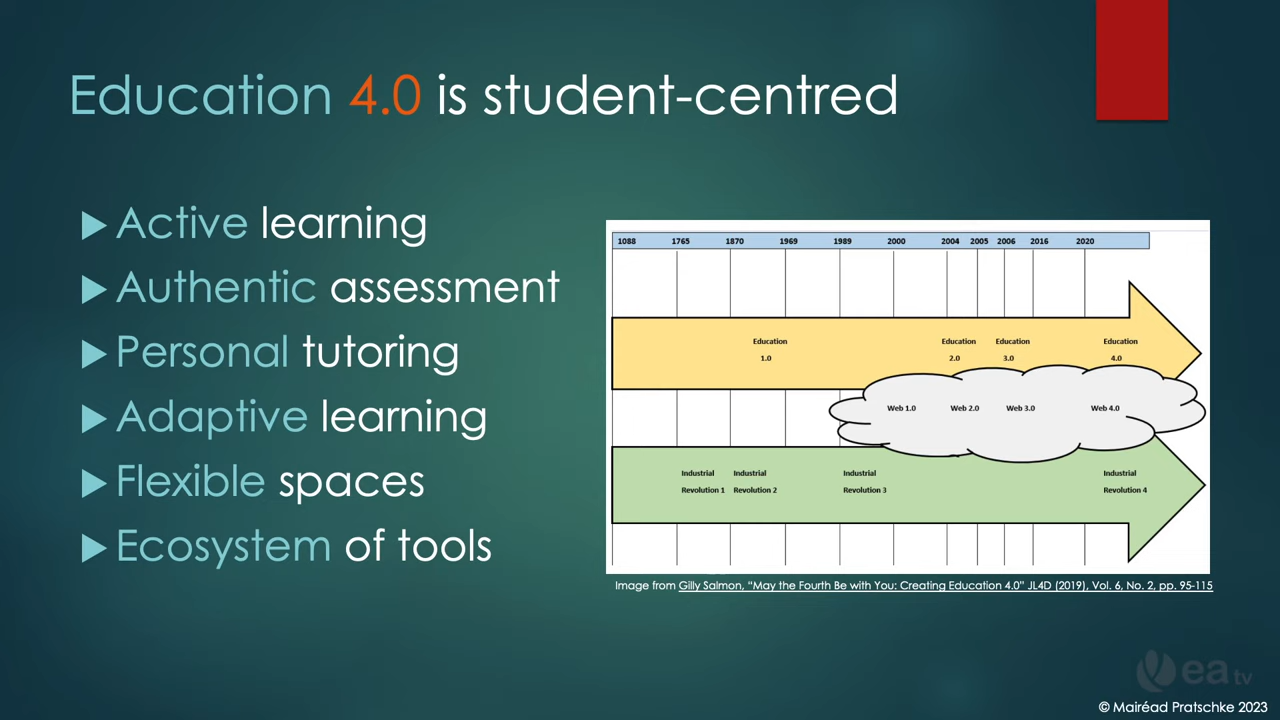 Education 4.0 is student-centred
Active learning
Authentic assessment
Personal tutoring
Adaptive learning
Flexible spaces
Ecosystem of tools
1088 1765 1870 1969 1989 2000 2004 2005 2006 2016 2020
Education Education Education Education
1.0 2.0 3.0 4.0
Web 1.0 Web 2.0 Web 3.0 Web 4.0
Industrial Industrial Industrial Industrial
Revolution 1 Revolution 2 Revolution 3 Revolution 4
Image from Gilly Salmon, “May the Fourth Be with You: Creating Education 4.0” JL4D (2019), Vol. 6, No. 2, pp. 95-115
ea tv
© Mairéad Pratschke 2023